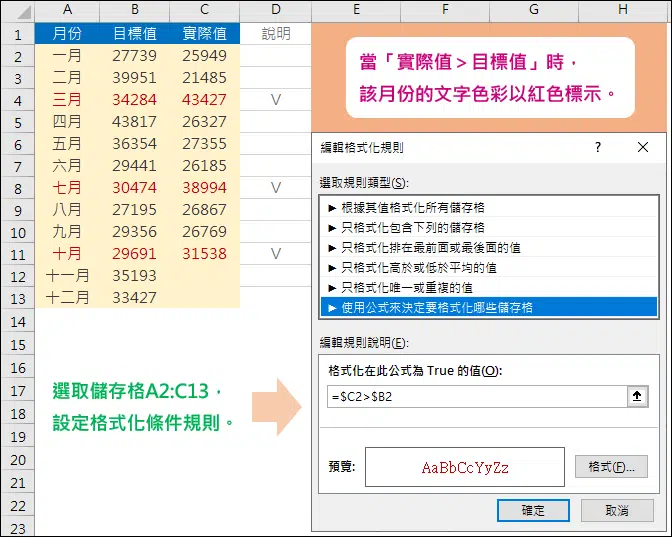 A B C D E F G H
1 月份 目標值 實際值 說明
2 一月 27739 25949
3 二月 39951 21485
4 三月 34284 43427 V
5 四月 43817 26327
6 五月 36354 27355
7 六月 29441 26185
8 七月 30474 38994 V
9 八月 27195 26867
10 九月 29356 26769
11 十月 29691 31538 V
12 十一月 35193
13 十二月 33427
14
15
16
17
18
19
20
21
22
23
當「實際值＞目標值」時，
該月份的文字色彩以紅色標示。
選取儲存格A2:C13，
設定格式化條件規則。
編輯格式化規則 ? ✕
選取規則類型(S):
► 根據其值格式化所有儲存格
► 只格式化包含下列的儲存格
► 只格式化排在最前面或最後面的值
► 只格式化高於或低於平均的值
► 只格式化唯一或重複的值
► 使用公式來決定要格式化哪些儲存格
編輯規則說明(E):
格式化在此公式為 True 的值(O):
=$C2>$B2
預覽: AaBbCcYyZz 格式(F)...
確定 取消